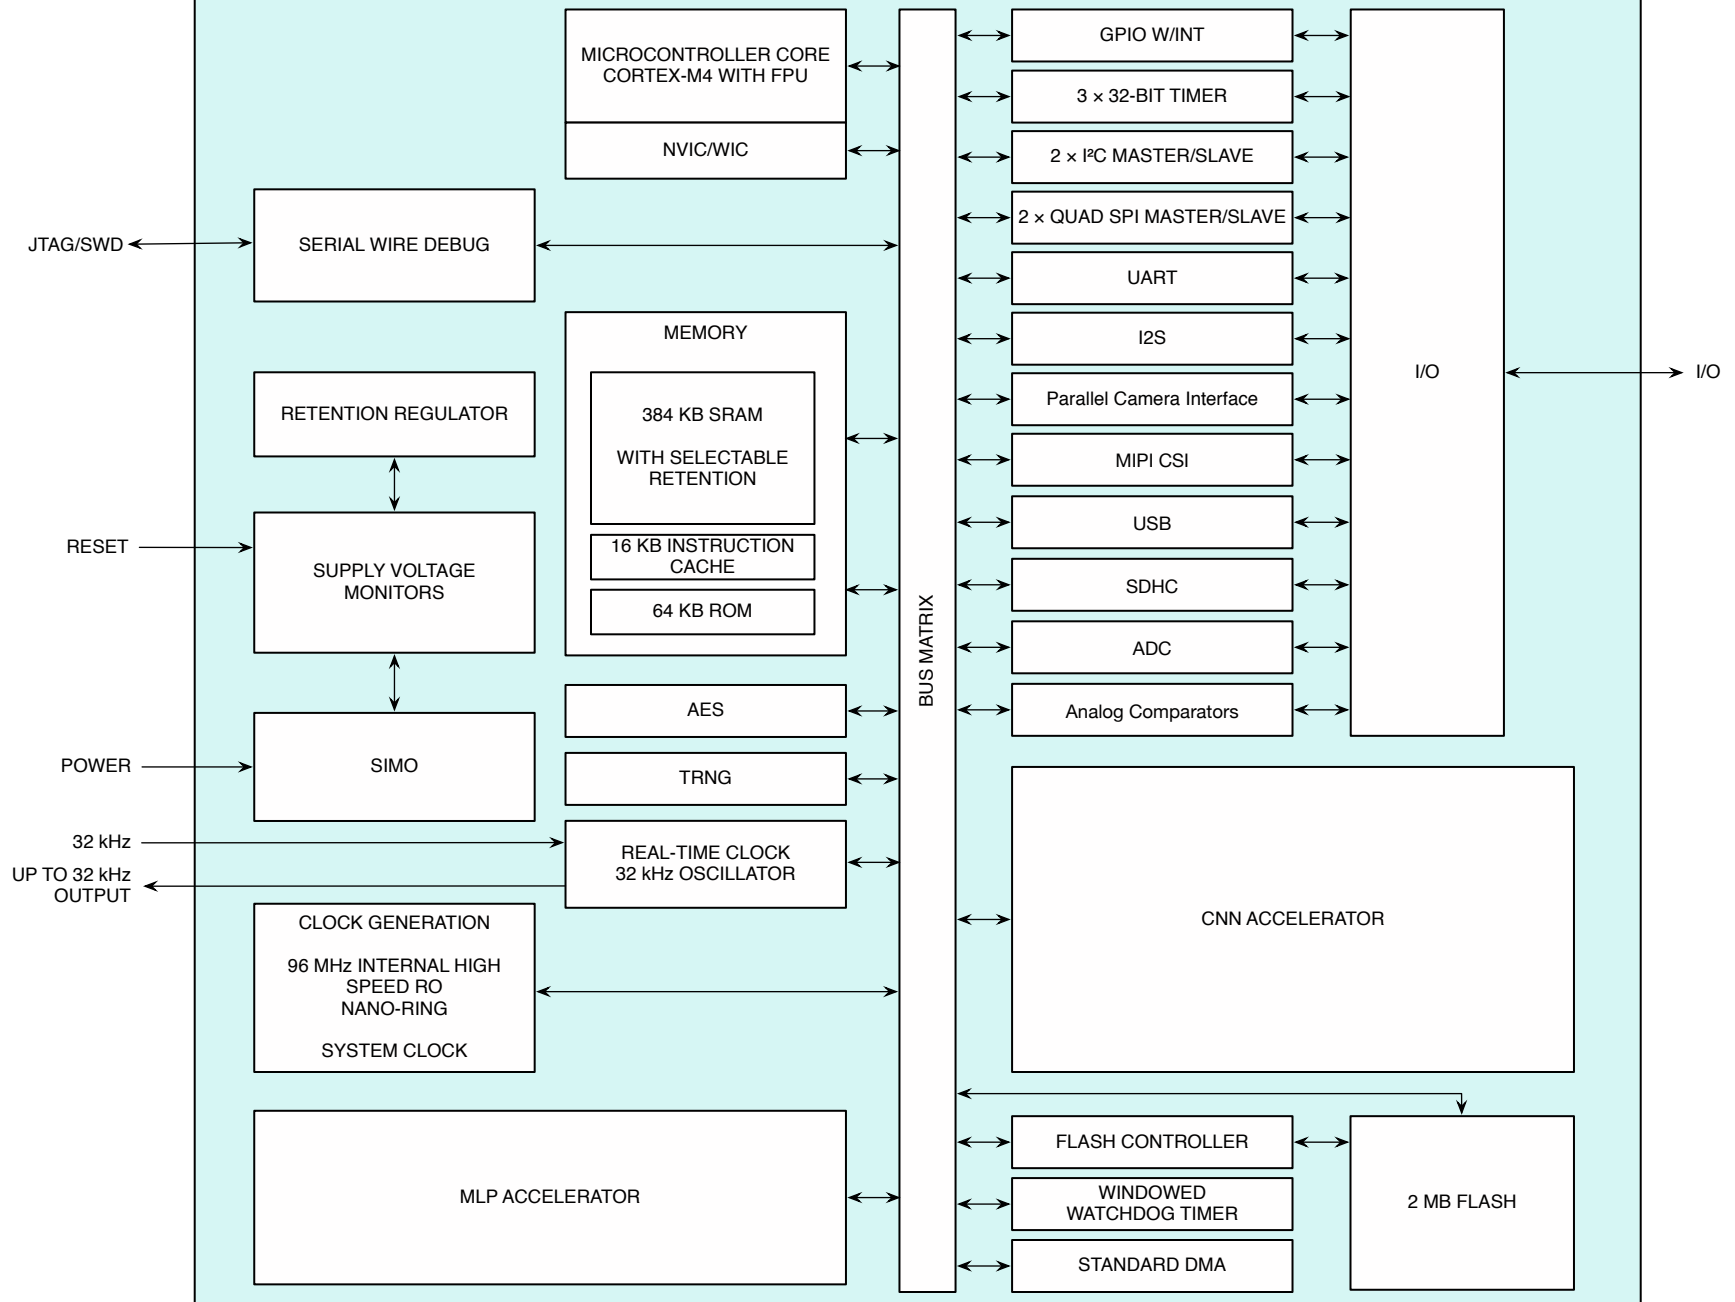 MICROCONTROLLER CORE
CORTEX-M4 WITH FPU
NVIC/WIC
JTAG/SWD
SERIAL WIRE DEBUG
MEMORY
384 KB SRAM
WITH SELECTABLE
RETENTION
16 KB INSTRUCTION
CACHE
64 KB ROM
RETENTION REGULATOR
RESET
SUPPLY VOLTAGE
MONITORS
POWER
SIMO
AES
TRNG
32 kHz
UP TO 32 kHz
OUTPUT
REAL-TIME CLOCK
32 kHz OSCILLATOR
CLOCK GENERATION
96 MHz INTERNAL HIGH
SPEED RO
NANO-RING
SYSTEM CLOCK
MLP ACCELERATOR
BUS MATRIX
GPIO W/INT
3 × 32-BIT TIMER
2 × I²C MASTER/SLAVE
2 × QUAD SPI MASTER/SLAVE
UART
I2S
Parallel Camera Interface
MIPI CSI
USB
SDHC
ADC
Analog Comparators
I/O
I/O
CNN ACCELERATOR
FLASH CONTROLLER
WINDOWED
WATCHDOG TIMER
STANDARD DMA
2 MB FLASH